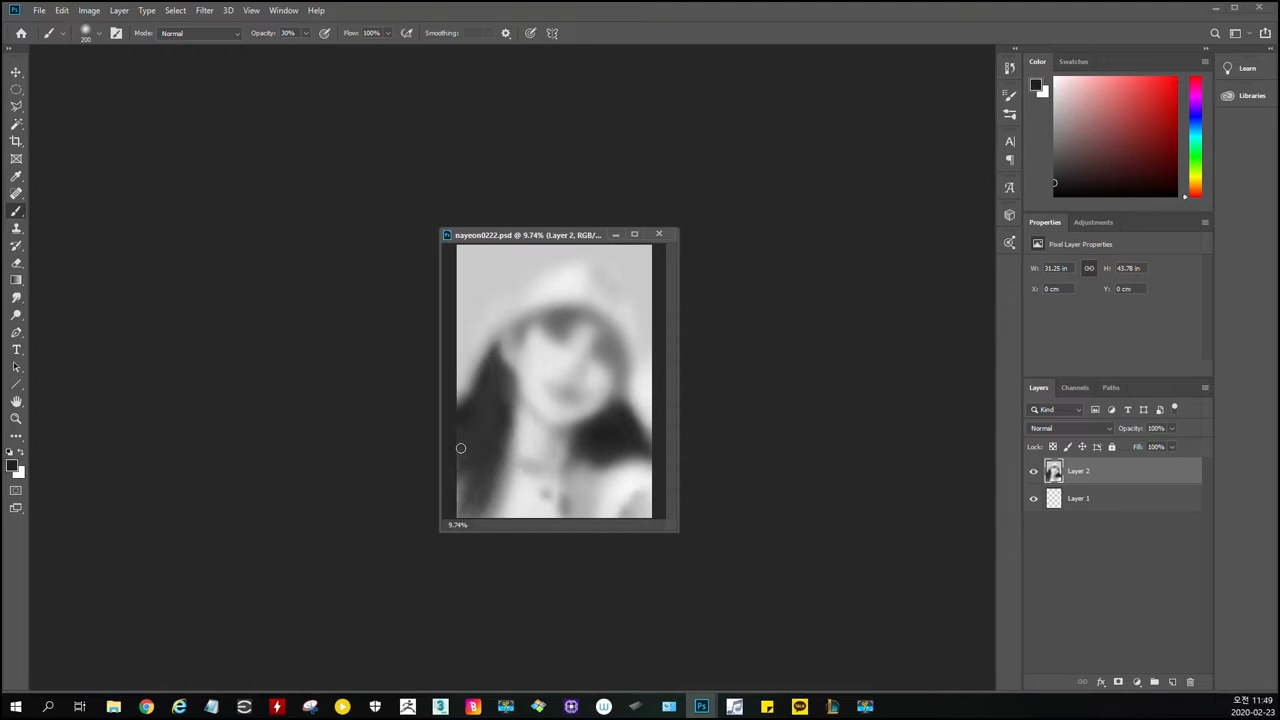 File Edit Image Layer Type Select Filter 3D View Window Help
200 Mode: Normal Opacity: 30% Flow: 100% Smoothing:
Color Swatches
Learn
Libraries
Properties Adjustments
Pixel Layer Properties
W: 31.25 in H: 43.78 in
X: 0 cm Y: 0 cm
nayeon0222.psd @ 9.74% (Layer 2, RGB/...
9.74%
Layers Channels Paths
Kind
Normal Opacity: 100%
Lock: Fill: 100%
Layer 2
Layer 1
오전 11:49
2020-02-23